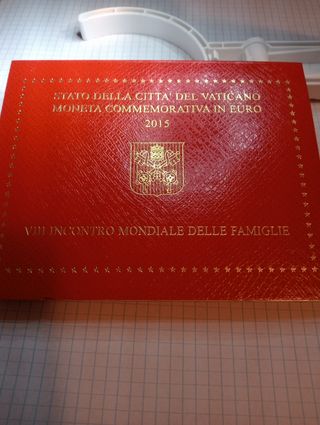 STATO DELLA CITTA' DEL VATICANO
MONETA COMMEMORATIVA IN EURO
2015
VIII INCONTRO MONDIALE DELLE FAMIGLIE